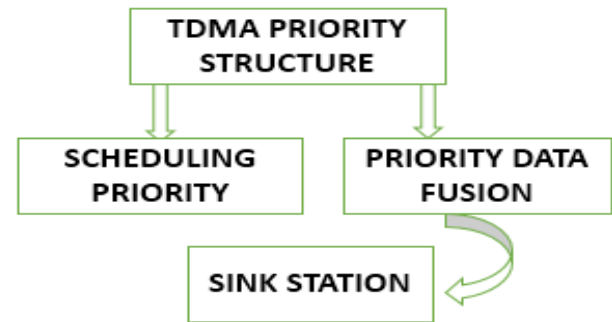 TDMA PRIORITY
STRUCTURE
SCHEDULING
PRIORITY
PRIORITY DATA
FUSION
SINK STATION